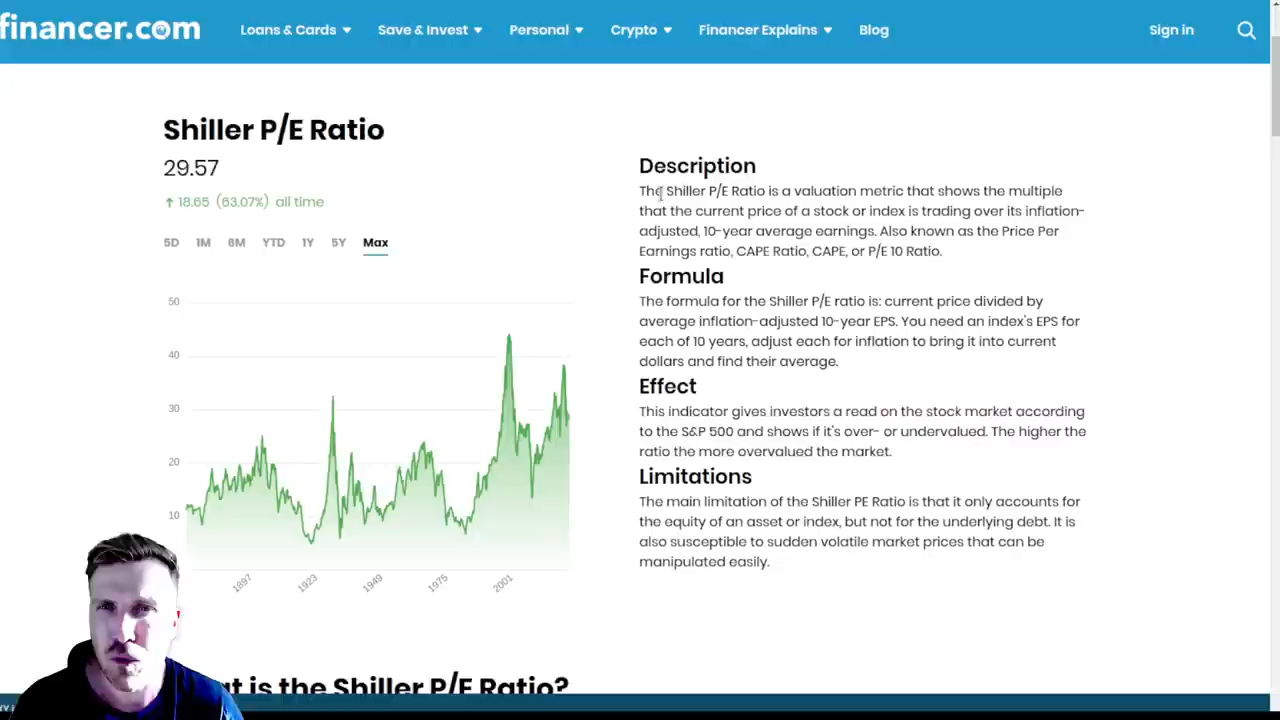 financer.com
Loans & Cards
Save & Invest
Personal
Crypto
Financer Explains
Blog
Sign in
Shiller P/E Ratio
29.57
18.65 (63.07%) all time
5D 1M 6M YTD 1Y 5Y Max
50
40
30
20
10
1897
1923
1949
1975
2001
Description
The Shiller P/E Ratio is a valuation metric that shows the multiple
that the current price of a stock or index is trading over its inflation-
adjusted, 10-year average earnings. Also known as the Price Per
Earnings ratio, CAPE Ratio, CAPE, or P/E 10 Ratio.
Formula
The formula for the Shiller P/E ratio is: current price divided by
average inflation-adjusted 10-year EPS. You need an index's EPS for
each of 10 years, adjust each for inflation to bring it into current
dollars and find their average.
Effect
This indicator gives investors a read on the stock market according
to the S&P 500 and shows if it's over- or undervalued. The higher the
ratio the more overvalued the market.
Limitations
The main limitation of the Shiller PE Ratio is that it only accounts for
the equity of an asset or index, but not for the underlying debt. It is
also susceptible to sudden volatile market prices that can be
manipulated easily.
is the Shiller P/E Ratio?